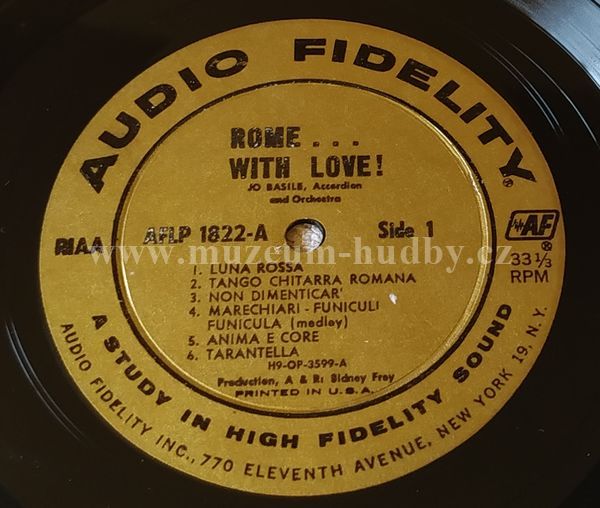 AUDIO FIDELITY®
ROME . . .
WITH LOVE!
JO BASILE, Accordion
and Orchestra
RIAA
AFLP 1822-A
Side 1
AF®
33 1/3
RPM
www.muzeum-hudby.cz
1. LUNA ROSSA
2. TANGO CHITARRA ROMANA
3. NON DIMENTICAR'
4. MARECHIARI - FUNICULI
FUNICULA (medley)
5. ANIMA E CORE
6. TARANTELLA
H9-OP-3599-A
Production, A & R: Sidney Frey
PRINTED IN U.S.A.
A STUDY IN HIGH FIDELITY SOUND
AUDIO FIDELITY INC., 770 ELEVENTH AVENUE, NEW YORK 19, N.Y.